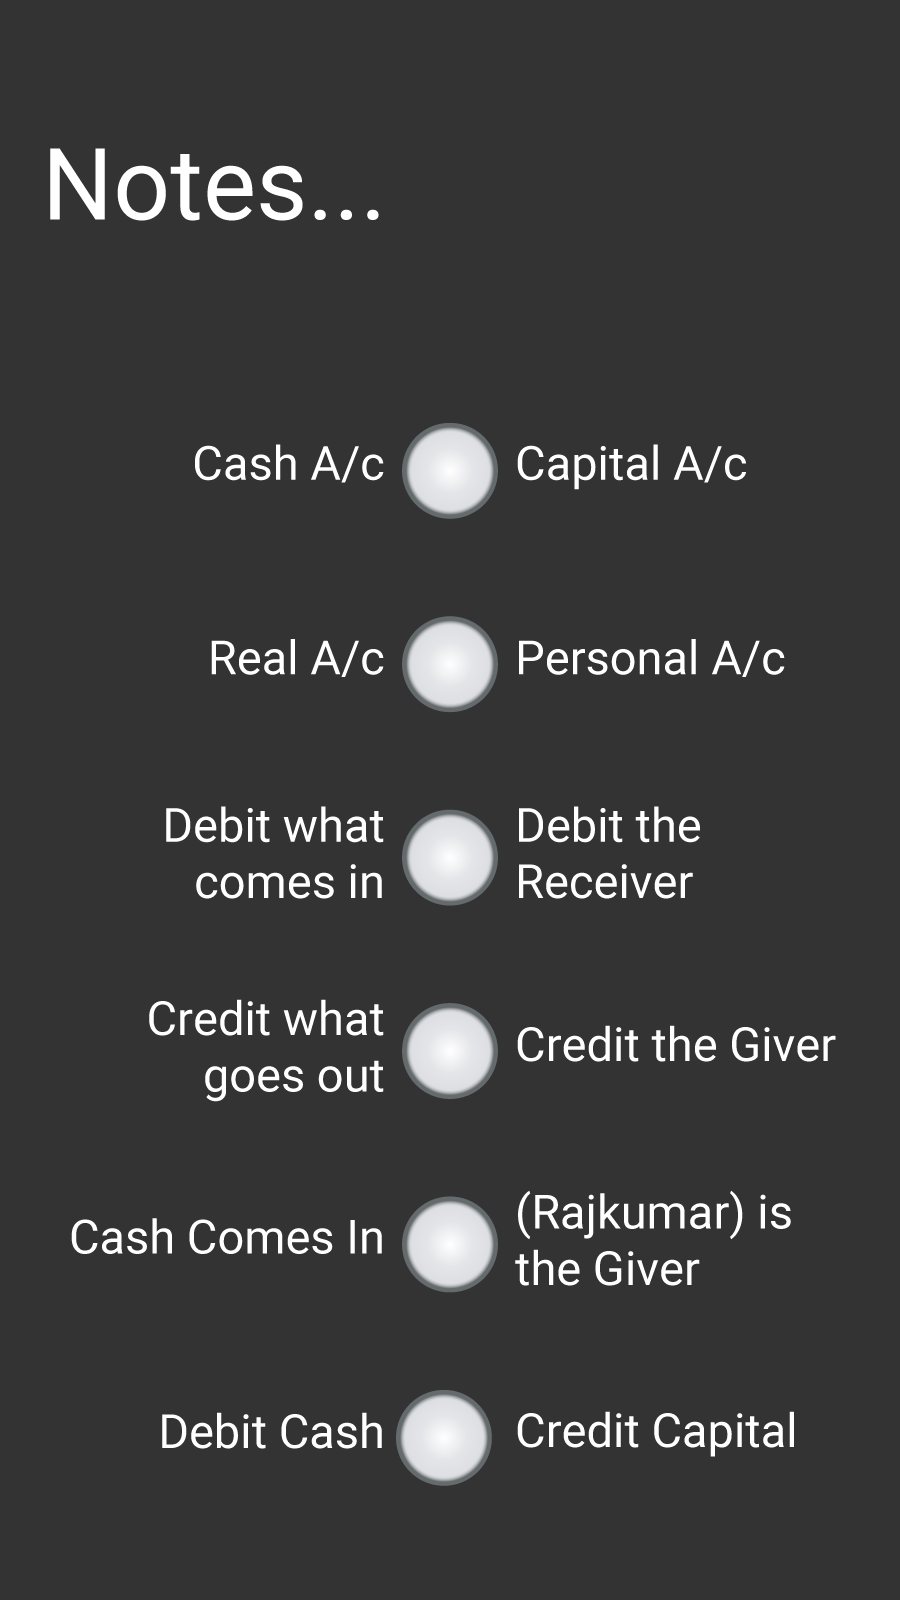 Notes...
Cash A/c Capital A/c
Real A/c Personal A/c
Debit what Debit the
comes in Receiver
Credit what
goes out Credit the Giver
Cash Comes In (Rajkumar) is
the Giver
Debit Cash Credit Capital